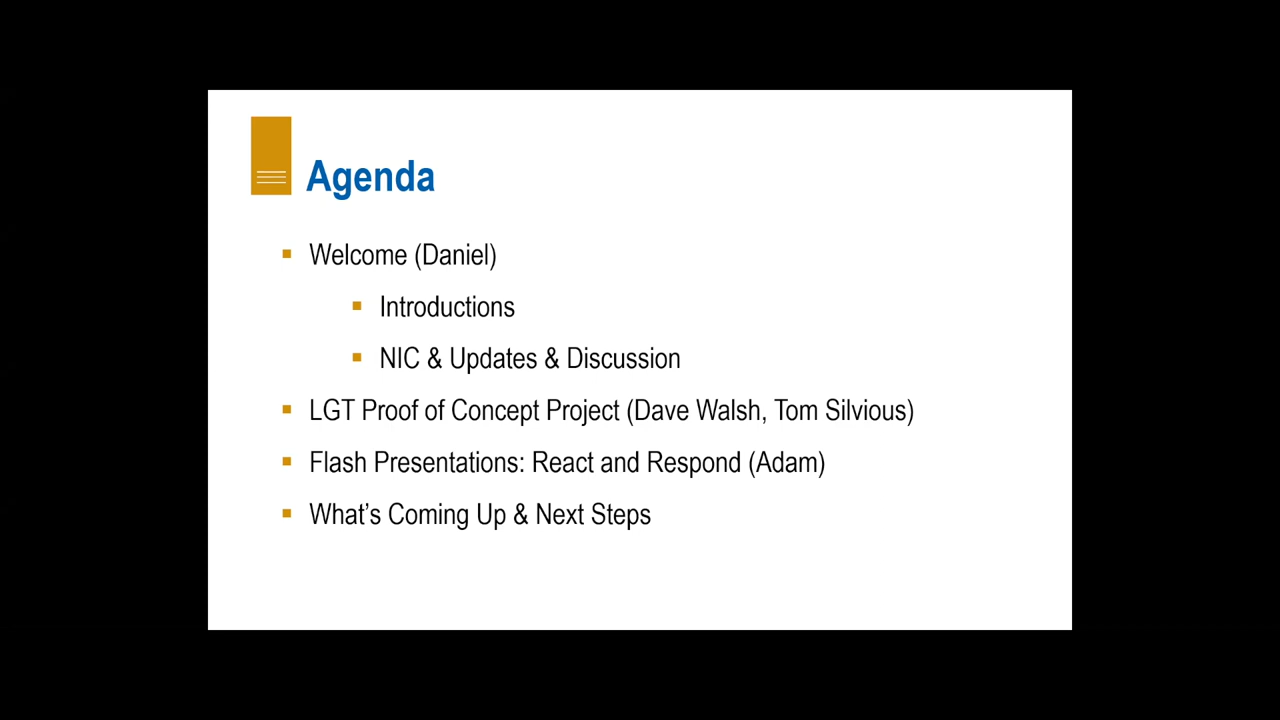 Agenda
Welcome (Daniel)
Introductions
NIC & Updates & Discussion
LGT Proof of Concept Project (Dave Walsh, Tom Silvious)
Flash Presentations: React and Respond (Adam)
What’s Coming Up & Next Steps